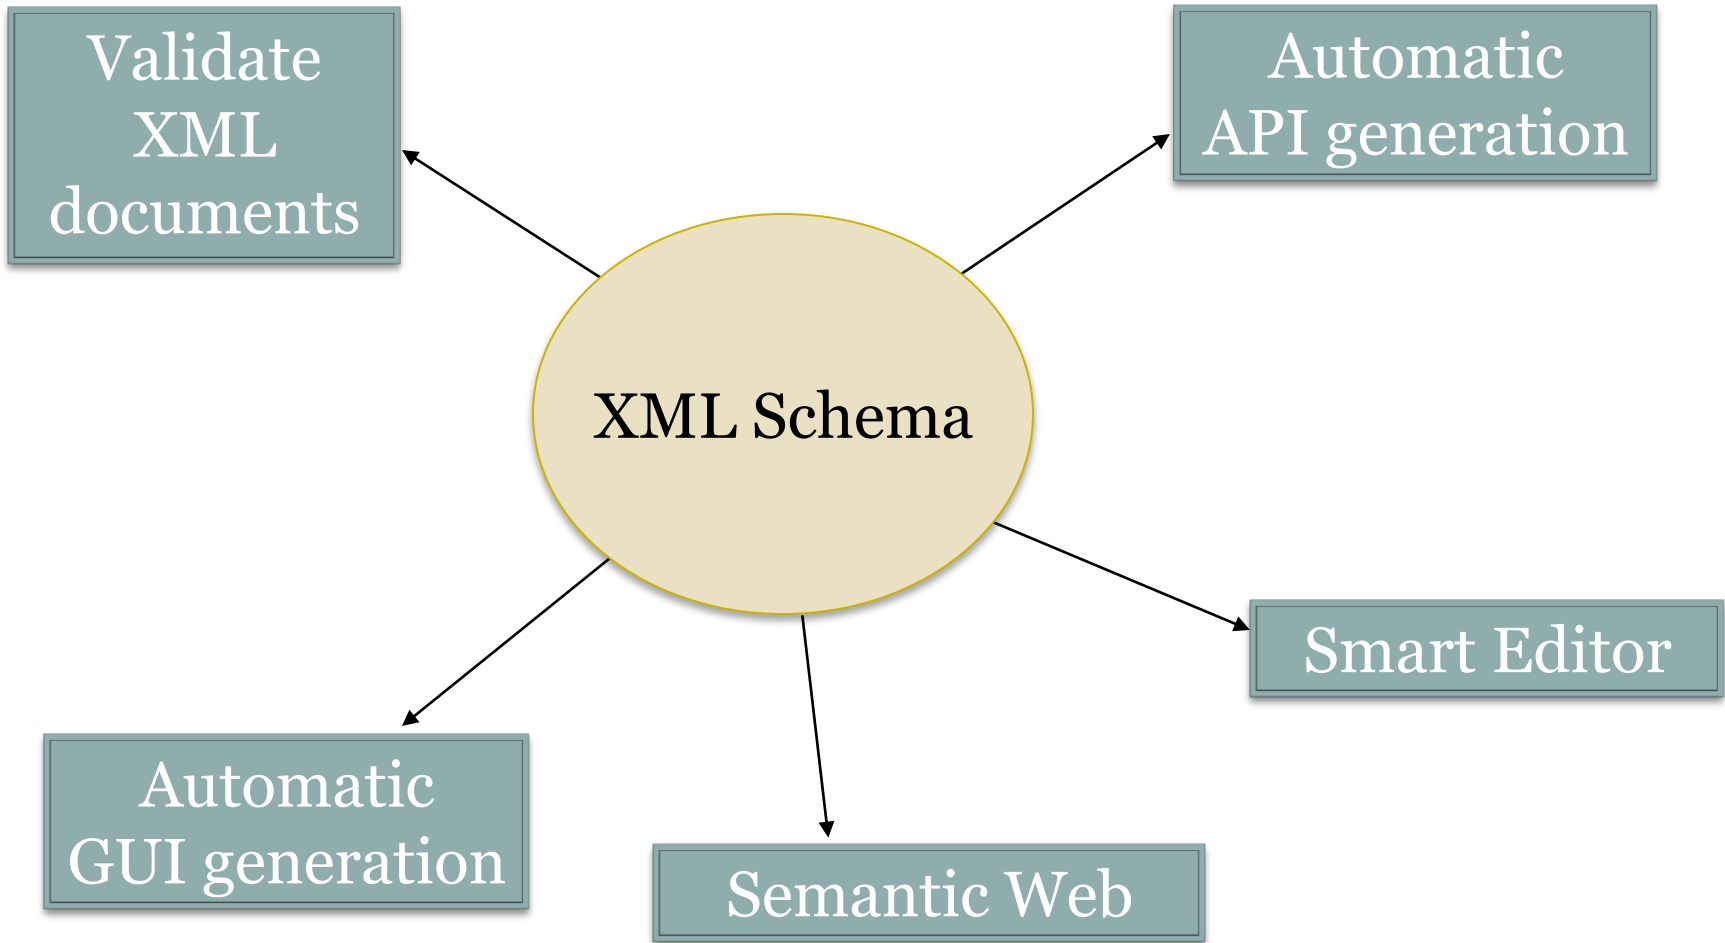 Validate
XML
documents
Automatic
API generation
XML Schema
Smart Editor
Automatic
GUI generation
Semantic Web